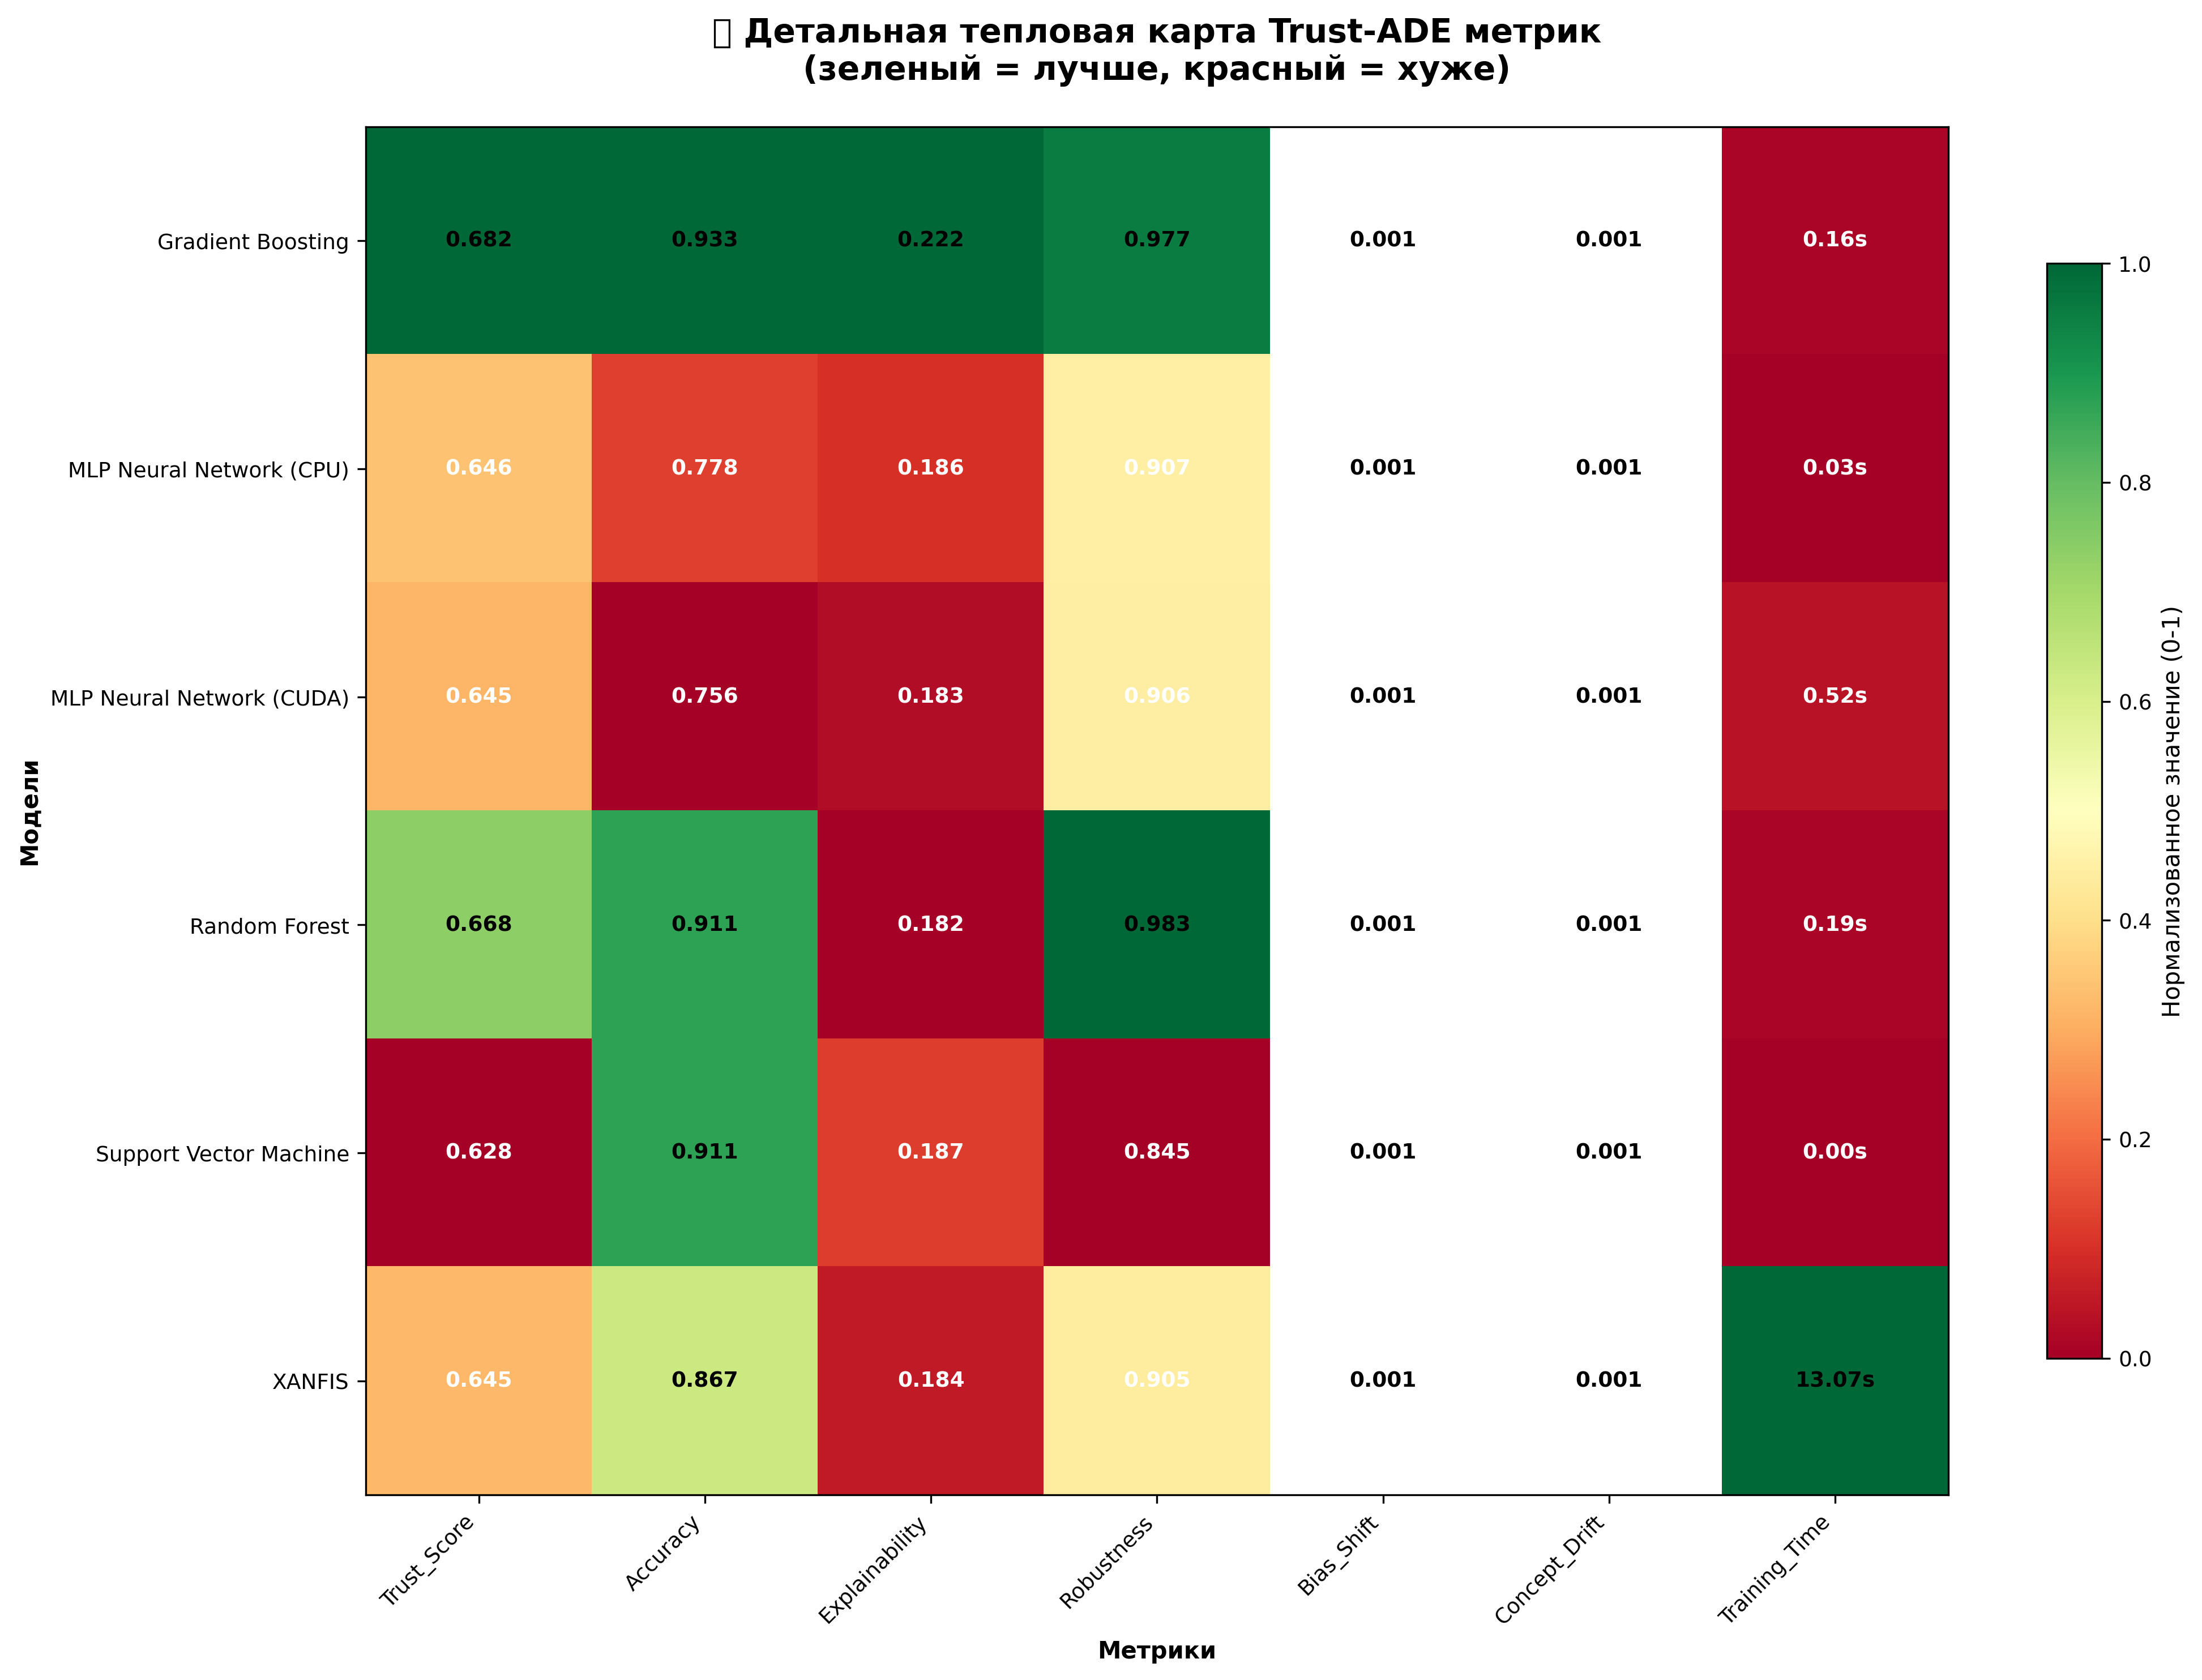 Детальная тепловая карта Trust-ADE метрик
(зеленый = лучше, красный = хуже)
Gradient Boosting 0.682 0.933 0.222 0.977 0.001 0.001 0.16s
MLP Neural Network (CPU) 0.646 0.778 0.186 0.907 0.001 0.001 0.03s
MLP Neural Network (CUDA) 0.645 0.756 0.183 0.906 0.001 0.001 0.52s
Random Forest 0.668 0.911 0.182 0.983 0.001 0.001 0.19s
Support Vector Machine 0.628 0.911 0.187 0.845 0.001 0.001 0.00s
XANFIS 0.645 0.867 0.184 0.905 0.001 0.001 13.07s
Модели
Trust_Score
Accuracy
Explainability
Robustness
Bias_Shift
Concept_Drift
Training_Time
Метрики
1.0
0.8
0.6
0.4
0.2
0.0
Нормализованное значение (0-1)